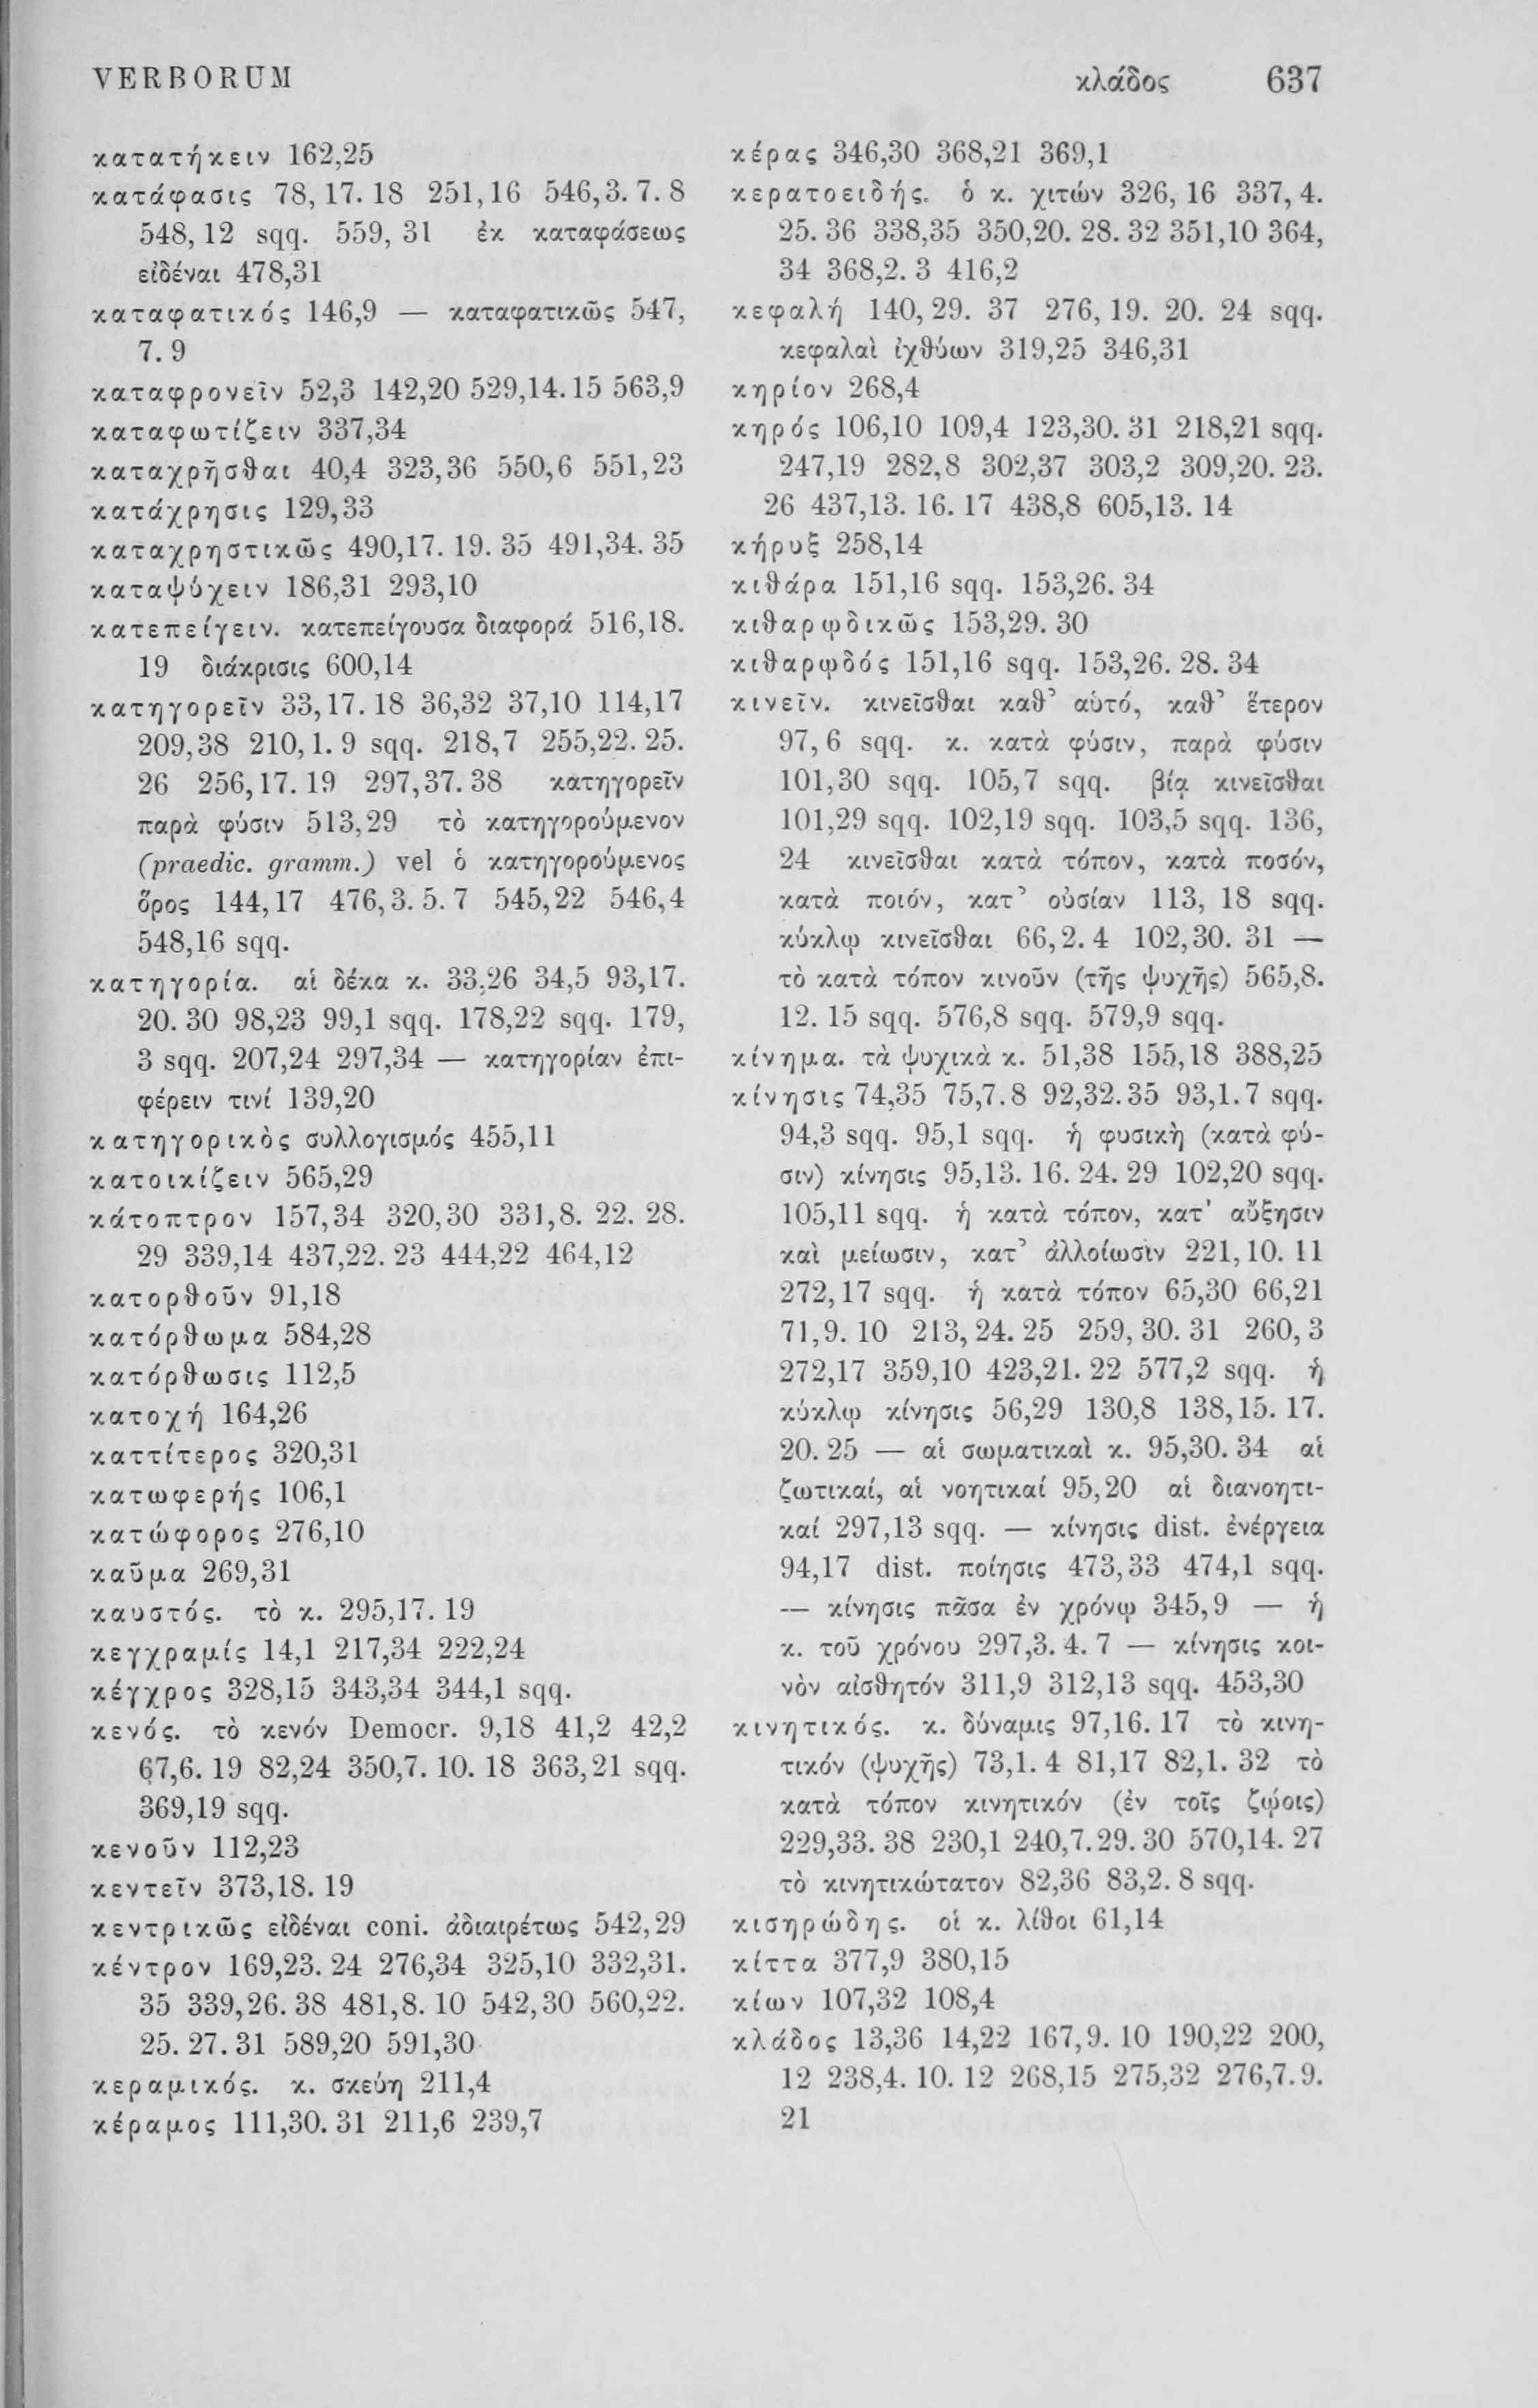 VERBORUM κλάδος 637
κατατήκειν 162,25
κατάφασις 78,17.18 251,16 546,3.7.8
548,12 sqq. 559,31 ἐκ καταφάσεως
εἰδέναι 478,31
καταφατικός 146,9 — καταφατικῶς 547,
7.9
καταφρονεῖν 52,3 142,20 529,14.15 563,9
καταφωτίζειν 337,34
καταχρῆσθαι 40,4 323,36 550,6 551,23
κατάχρησις 129,33
καταχρηστικῶς 490,17.19.35 491,34.35
καταψύχειν 186,31 293,10
κατεπείγειν. κατεπείγουσα διαφορά 516,18.
19 διάκρισις 600,14
κατηγορεῖν 33,17.18 36,32 37,10 114,17
209,38 210,1.9 sqq. 218,7 255,22.25.
26 256,17.19 297,37.38 κατηγορεῖν
παρὰ φύσιν 513,29 τὸ κατηγορούμενον
(praedic. gramm.) vel ὁ κατηγορούμενος
ὅρος 144,17 476,3.5.7 545,22 546,4
548,16 sqq.
κατηγορία. αἱ δέκα κ. 33,26 34,5 93,17.
20.30 98,23 99,1 sqq. 178,22 sqq. 179,
3 sqq. 207,24 297,34 — κατηγορίαν ἐπι-
φέρειν τινί 139,20
κατηγορικὸς συλλογισμός 455,11
κατοικίζειν 565,29
κάτοπτρον 157,34 320,30 331,8.22.28.
29 339,14 437,22.23 444,22 464,12
κατορθοῦν 91,18
κατόρθωμα 584,28
κατόρθωσις 112,5
κατοχή 164,26
καττίτερος 320,31
κατωφερής 106,1
κατώφορος 276,10
καῦμα 269,31
καυστός. τὸ κ. 295,17.19
κεγχραμίς 14,1 217,34 222,24
κέγχρος 328,15 343,34 344,1 sqq.
κενός. τὸ κενόν Democr. 9,18 41,2 42,2
67,6.19 82,24 350,7.10.18 363,21 sqq.
369,19 sqq.
κενοῦν 112,23
κεντεῖν 373,18.19
κεντρικῶς εἰδέναι coni. ἀδιαιρέτως 542,29
κέντρον 169,23.24 276,34 325,10 332,31.
35 339,26.38 481,8.10 542,30 560,22.
25.27.31 589,20 591,30
κεραμικός. κ. σκεύη 211,4
κέραμος 111,30.31 211,6 239,7
κέρας 346,30 368,21 369,1
κερατοειδής. ὁ κ. χιτών 326,16 337,4.
25.36 338,35 350,20.28.32 351,10 364,
34 368,2.3 416,2
κεφαλή 140,29.37 276,19.20.24 sqq.
κεφαλαὶ ἰχθύων 319,25 346,31
κηρίον 268,4
κηρός 106,10 109,4 123,30.31 218,21 sqq.
247,19 282,8 302,37 303,2 309,20.23.
26 437,13.16.17 438,8 605,13.14
κήρυξ 258,14
κιθάρα 151,16 sqq. 153,26.34
κιθαρῳδικῶς 153,29.30
κιθαρῳδός 151,16 sqq. 153,26.28.34
κινεῖν. κινεῖσθαι καθ’ αὑτό, καθ’ ἕτερον
97,6 sqq. κ. κατὰ φύσιν, παρὰ φύσιν
101,30 sqq. 105,7 sqq. βίᾳ κινεῖσθαι
101,29 sqq. 102,19 sqq. 103,5 sqq. 136,
24 κινεῖσθαι κατὰ τόπον, κατὰ ποσόν,
κατὰ ποιόν, κατ’ οὐσίαν 113,18 sqq.
κύκλῳ κινεῖσθαι 66,2.4 102,30.31 —
τὸ κατὰ τόπον κινοῦν (τῆς ψυχῆς) 565,8.
12.15 sqq. 576,8 sqq. 579,9 sqq.
κίνημα. τὰ ψυχικὰ κ. 51,38 155,18 388,25
κίνησις 74,35 75,7.8 92,32.35 93,1.7 sqq.
94,3 sqq. 95,1 sqq. ἡ φυσικὴ (κατὰ φύ-
σιν) κίνησις 95,13.16.24.29 102,20 sqq.
105,11 sqq. ἡ κατὰ τόπον, κατ’ αὔξησιν
καὶ μείωσιν, κατ’ ἀλλοίωσιν 221,10.11
272,17 sqq. ἡ κατὰ τόπον 65,30 66,21
71,9.10 213,24.25 259,30.31 260,3
272,17 359,10 423,21.22 577,2 sqq. ἡ
κύκλῳ κίνησις 56,29 130,8 138,15.17.
20.25 — αἱ σωματικαὶ κ. 95,30.34 αἱ
ζωτικαί, αἱ νοητικαί 95,20 αἱ διανοητι-
καί 297,13 sqq. — κίνησις dist. ἐνέργεια
94,17 dist. ποίησις 473,33 474,1 sqq.
— κίνησις πᾶσα ἐν χρόνῳ 345,9 — ἡ
κ. τοῦ χρόνου 297,3.4.7 — κίνησις κοι-
νὸν αἰσθητόν 311,9 312,13 sqq. 453,30
κινητικός. κ. δύναμις 97,16.17 τὸ κινη-
τικόν (ψυχῆς) 73,1.4 81,17 82,1.32 τὸ
κατὰ τόπον κινητικόν (ἐν τοῖς ζῴοις)
229,33.38 230,1 240,7.29.30 570,14.27
τὸ κινητικώτατον 82,36 83,2.8 sqq.
κισηρώδης. οἱ κ. λίθοι 61,14
κίττα 377,9 380,15
κίων 107,32 108,4
κλάδος 13,36 14,22 167,9.10 190,22 200,
12 238,4.10.12 268,15 275,32 276,7.9.
21